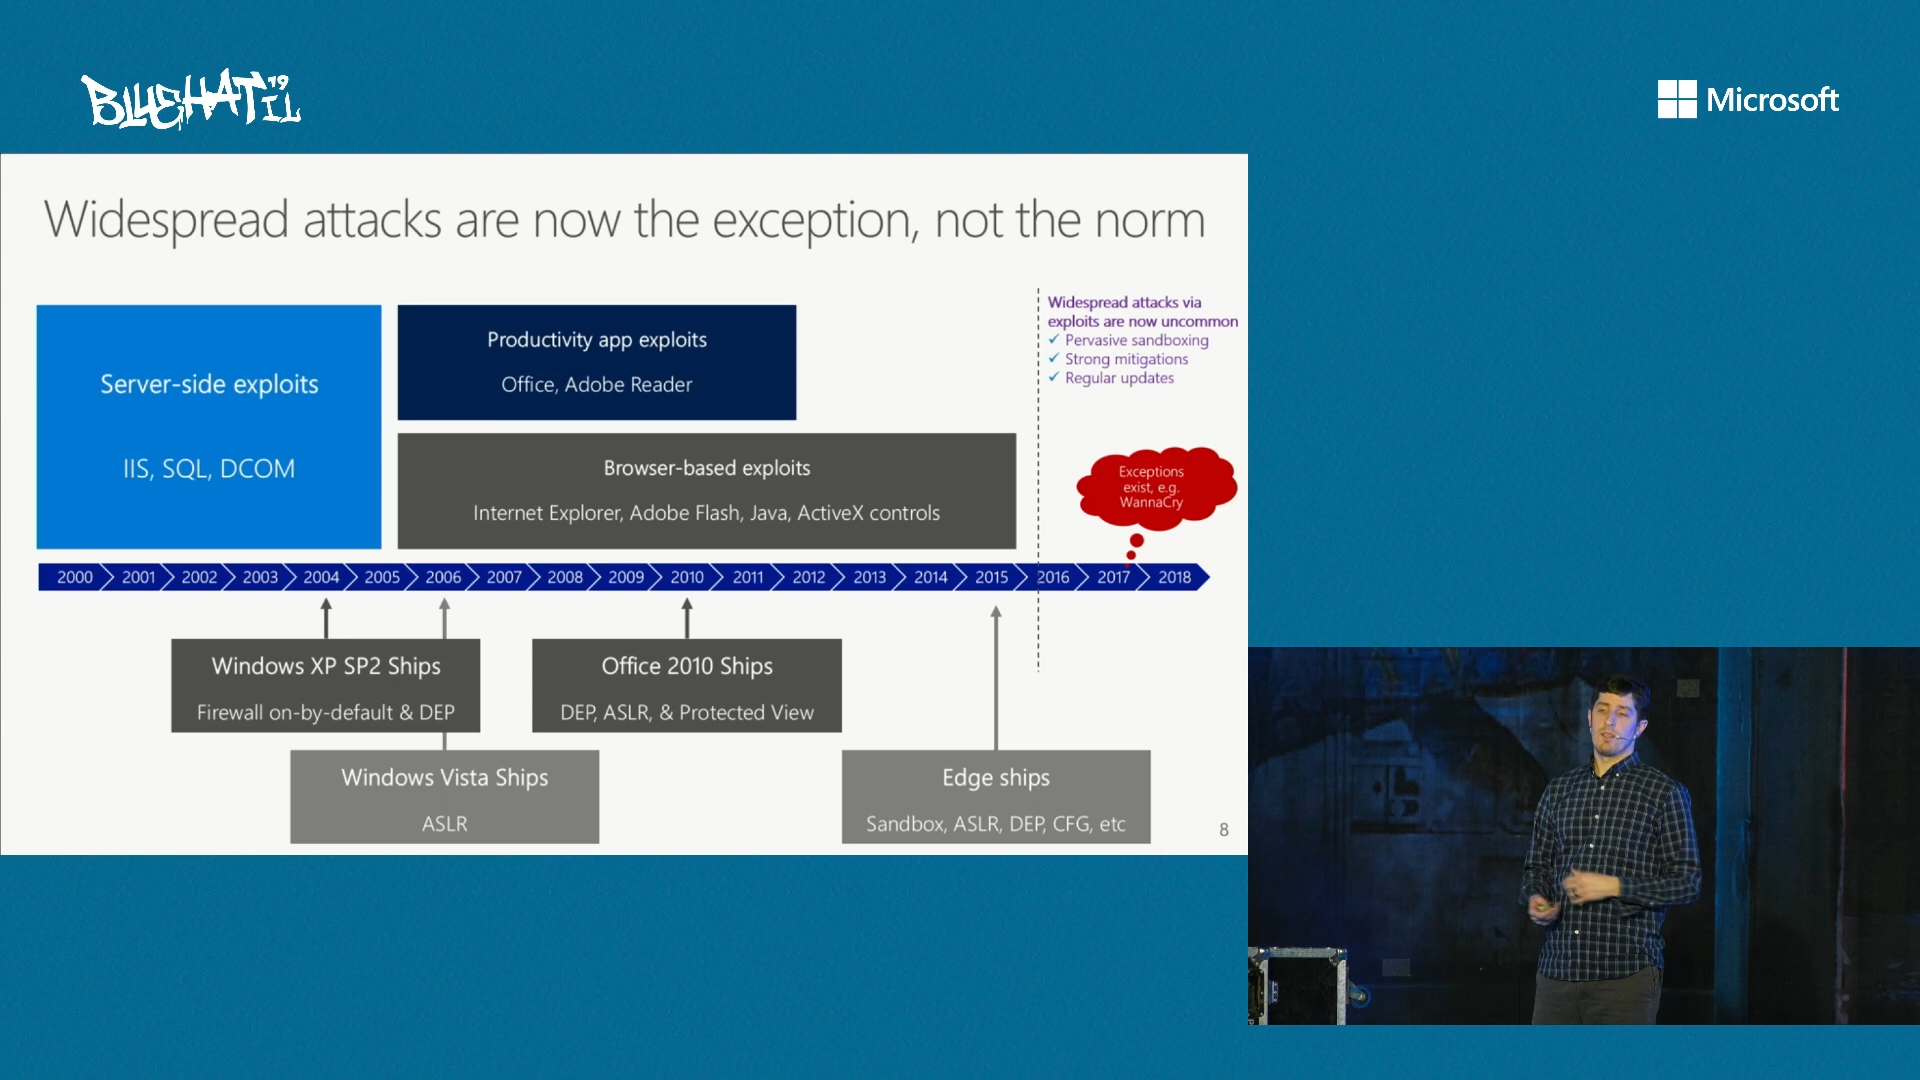 BLUEHAT 19 IL
Microsoft
Widespread attacks are now the exception, not the norm
Server-side exploits
IIS, SQL, DCOM
Productivity app exploits
Office, Adobe Reader
Browser-based exploits
Internet Explorer, Adobe Flash, Java, ActiveX controls
Widespread attacks via
exploits are now uncommon
✓ Pervasive sandboxing
✓ Strong mitigations
✓ Regular updates
Exceptions
exist, e.g.
WannaCry
2000 2001 2002 2003 2004 2005 2006 2007 2008 2009 2010 2011 2012 2013 2014 2015 2016 2017 2018
Windows XP SP2 Ships
Firewall on-by-default & DEP
Office 2010 Ships
DEP, ASLR, & Protected View
Windows Vista Ships
ASLR
Edge ships
Sandbox, ASLR, DEP, CFG, etc
8